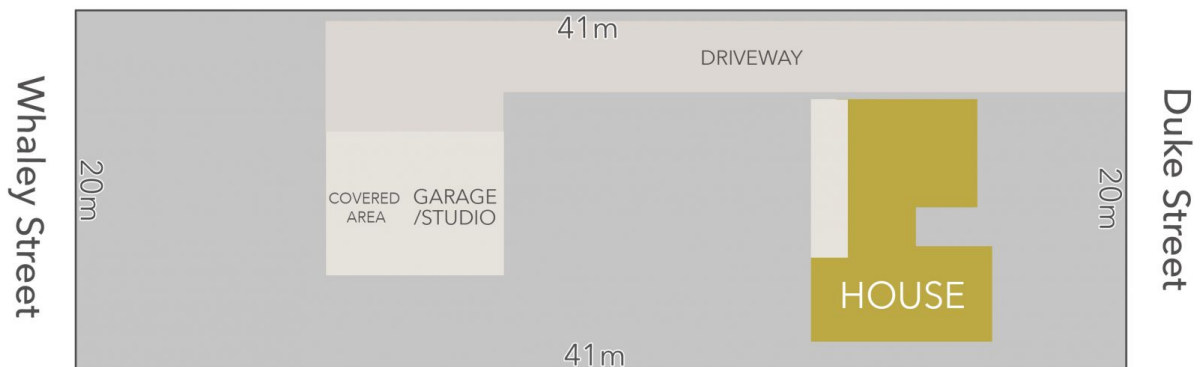 41m
DRIVEWAY
Whaley Street
20m
COVERED
AREA
GARAGE
/STUDIO
20m
Duke Street
HOUSE
41m